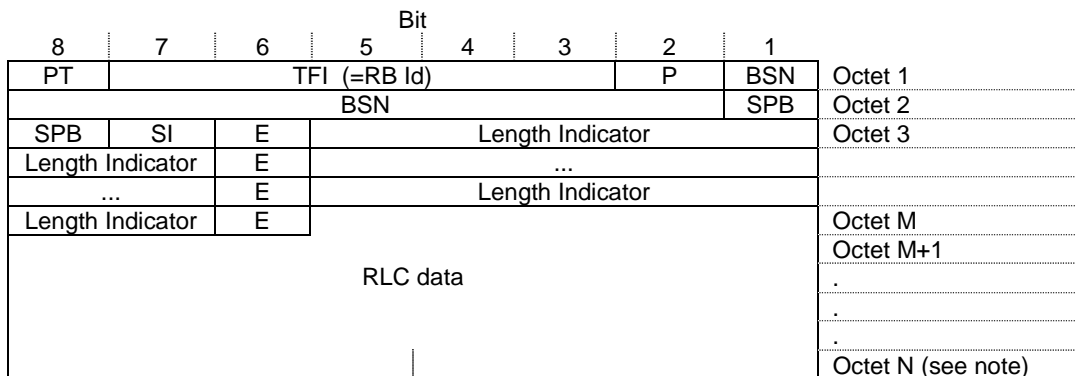 Bit
8 7 6 5 4 3 2 1
PT TFI (=RB Id) P BSN Octet 1
BSN SPB Octet 2
SPB SI E Length Indicator Octet 3
Length Indicator E ...
... E Length Indicator
Length Indicator E Octet M
Octet M+1
RLC data .
.
.
Octet N (see note)